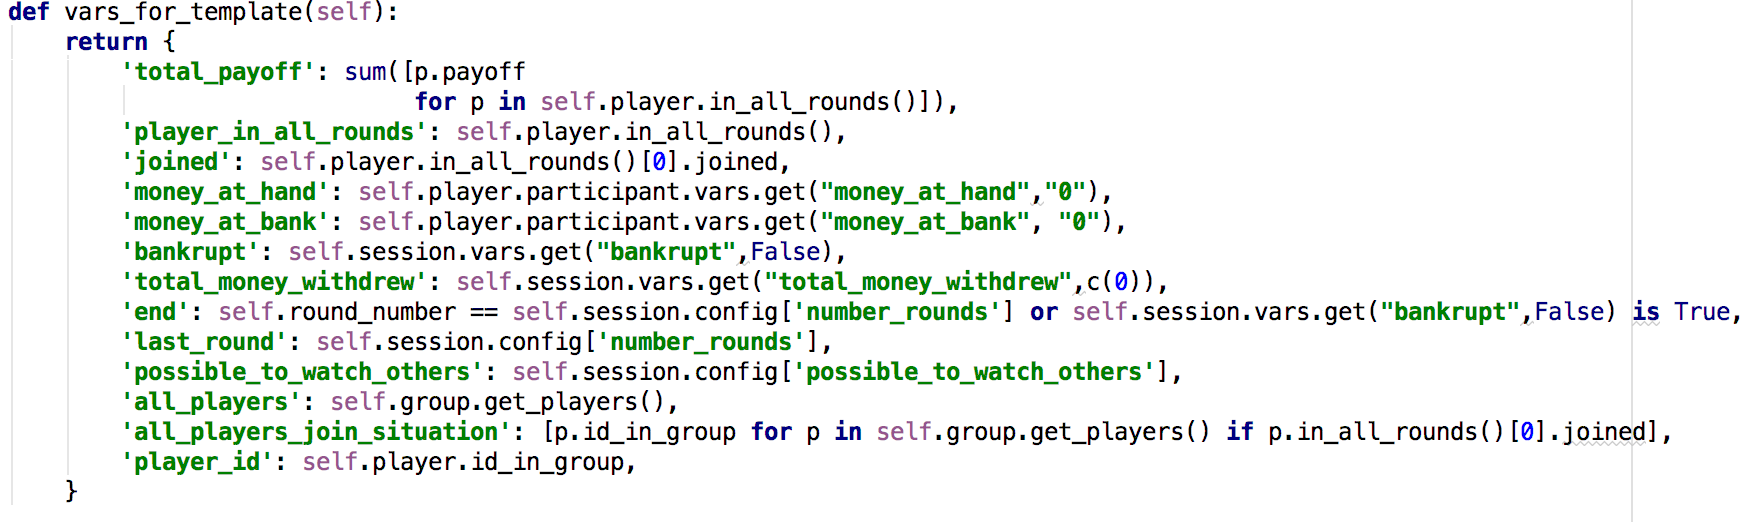 def vars_for_template(self):
    return {
        'total_payoff': sum([p.payoff
                             for p in self.player.in_all_rounds()]),
        'player_in_all_rounds': self.player.in_all_rounds(),
        'joined': self.player.in_all_rounds()[0].joined,
        'money_at_hand': self.player.participant.vars.get("money_at_hand","0"),
        'money_at_bank': self.player.participant.vars.get("money_at_bank", "0"),
        'bankrupt': self.session.vars.get("bankrupt",False),
        'total_money_withdrew': self.session.vars.get("total_money_withdrew",c(0)),
        'end': self.round_number == self.session.config['number_rounds'] or self.session.vars.get("bankrupt",False) is True,
        'last_round': self.session.config['number_rounds'],
        'possible_to_watch_others': self.session.config['possible_to_watch_others'],
        'all_players': self.group.get_players(),
        'all_players_join_situation': [p.id_in_group for p in self.group.get_players() if p.in_all_rounds()[0].joined],
        'player_id': self.player.id_in_group,
    }